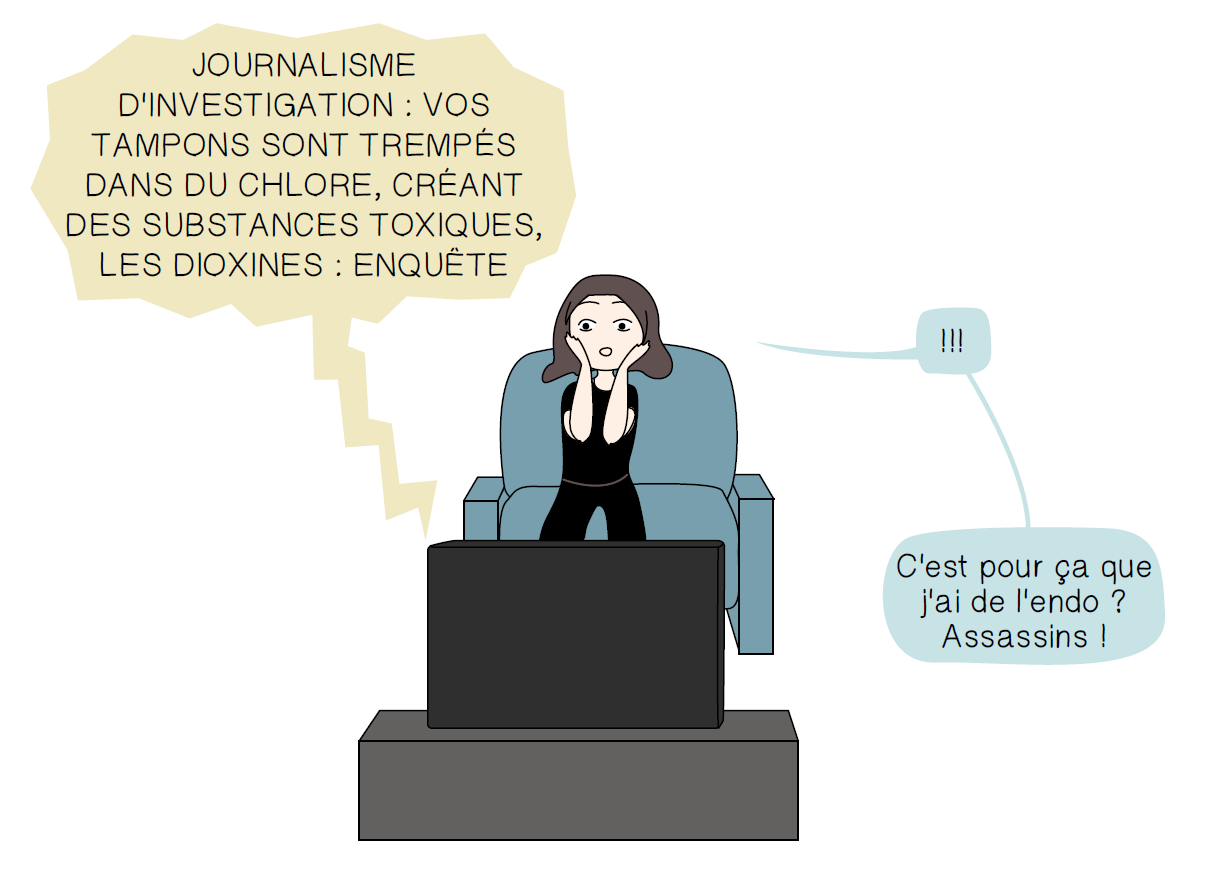 JOURNALISME
D'INVESTIGATION : VOS
TAMPONS SONT TREMPÉS
DANS DU CHLORE, CRÉANT
DES SUBSTANCES TOXIQUES,
LES DIOXINES : ENQUÊTE
!!!
C'est pour ça que
j'ai de l'endo ?
Assassins !